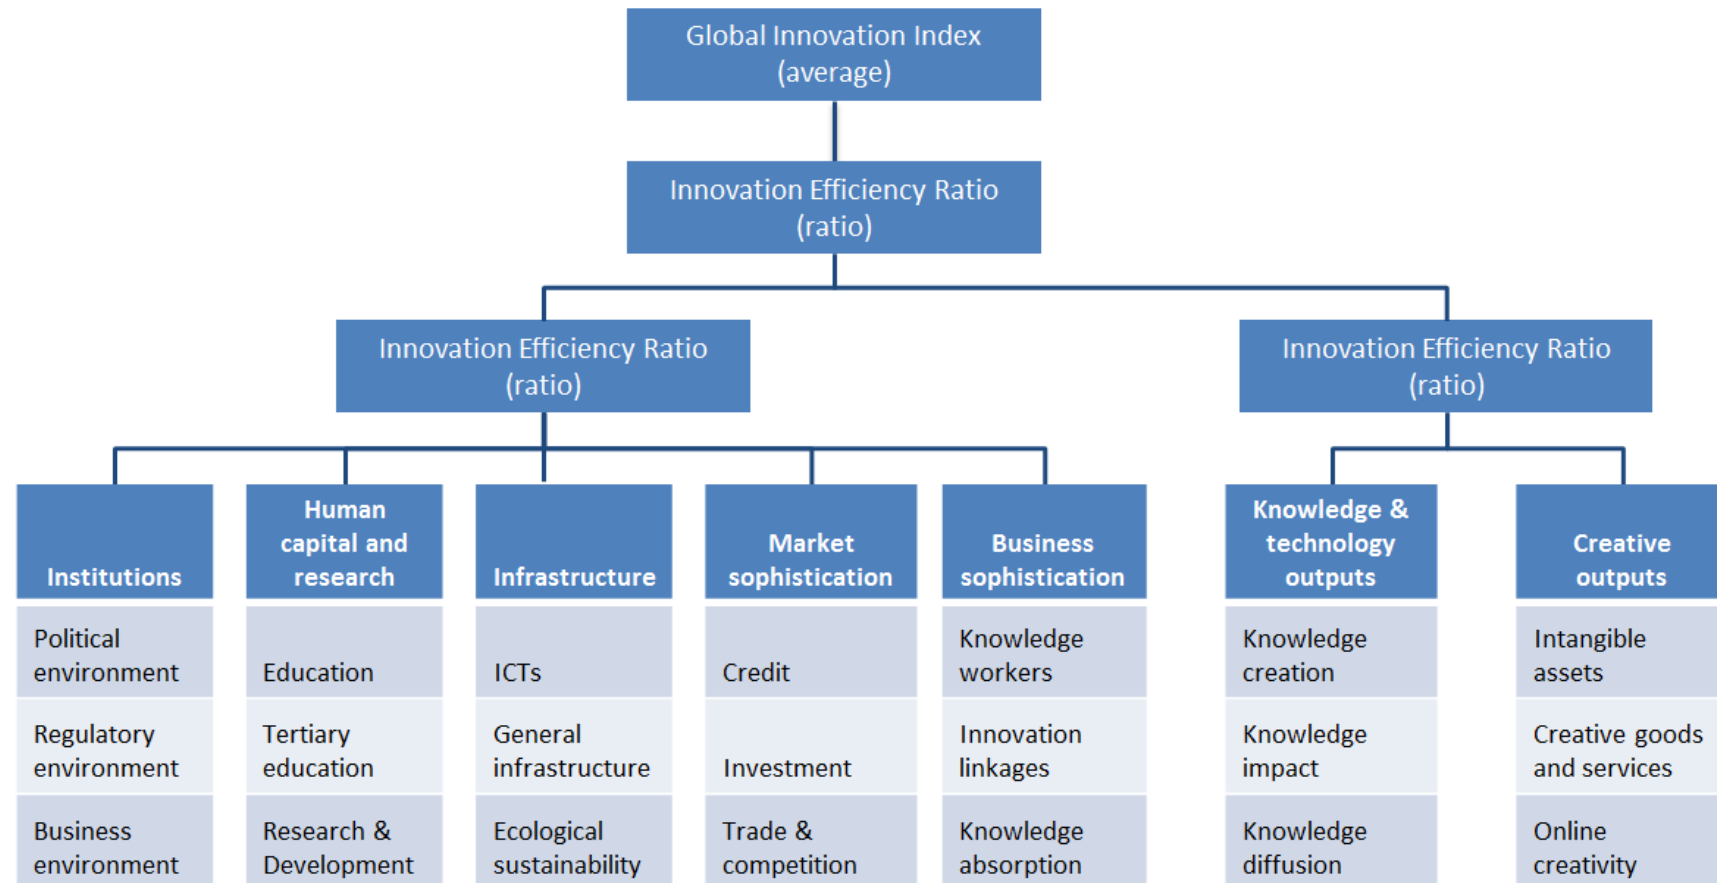 Global Innovation Index
(average)
Innovation Efficiency Ratio
(ratio)
Innovation Efficiency Ratio
(ratio)
Innovation Efficiency Ratio
(ratio)
Institutions
Human
capital and
research
Infrastructure
Market
sophistication
Business
sophistication
Knowledge &
technology
outputs
Creative
outputs
Political
environment
Education
ICTs
Credit
Knowledge
workers
Knowledge
creation
Intangible
assets
Regulatory
environment
Tertiary
education
General
infrastructure
Investment
Innovation
linkages
Knowledge
impact
Creative goods
and services
Business
environment
Research &
Development
Ecological
sustainability
Trade &
competition
Knowledge
absorption
Knowledge
diffusion
Online
creativity